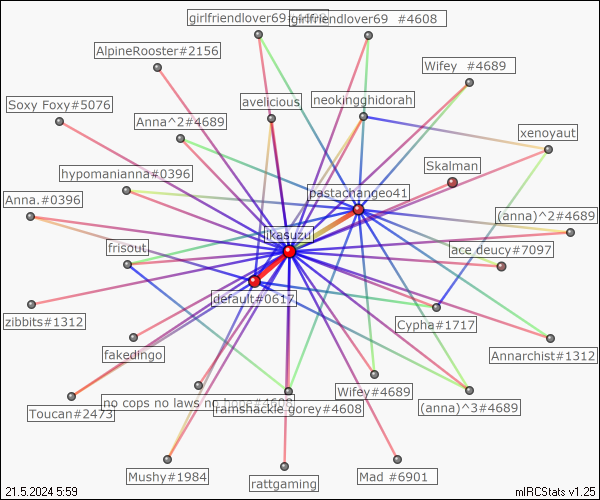 girlfriendlover69
girlfriendlover69 #4608
AlpineRooster#2156
Wifey #4689
Soxy Foxy#5076
avelicious
neokingghidorah
Anna^2#4689
xenoyaut
Skalman
hypomanianna#0396
pastachangeo41
Anna.#0396
(anna)^2#4689
ikasuzu
frisout
ace_deucy#7097
default#0617
zibbits#1312
Cypha#1717
fakedingo
Annarchist#1312
Wifey#4689
no cops no laws no hope#4608
ramshackle gorey#4608
(anna)^3#4689
Toucan#2473
Mushy#1984
rattgaming
Mad #6901
21.5.2024 5:59
mIRCStats v1.25